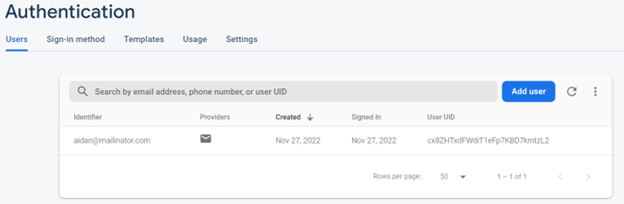 Authentication
Users Sign-in method Templates Usage Settings
Search by email address, phone number, or user UID Add user
Identifier Providers Created Signed In User UID
aidan@mailinator.com Nov 27, 2022 Nov 27, 2022 cx8ZHTxdFWdiT1eFp7KBD7kmtzL2
Rows per page: 50 1 – 1 of 1